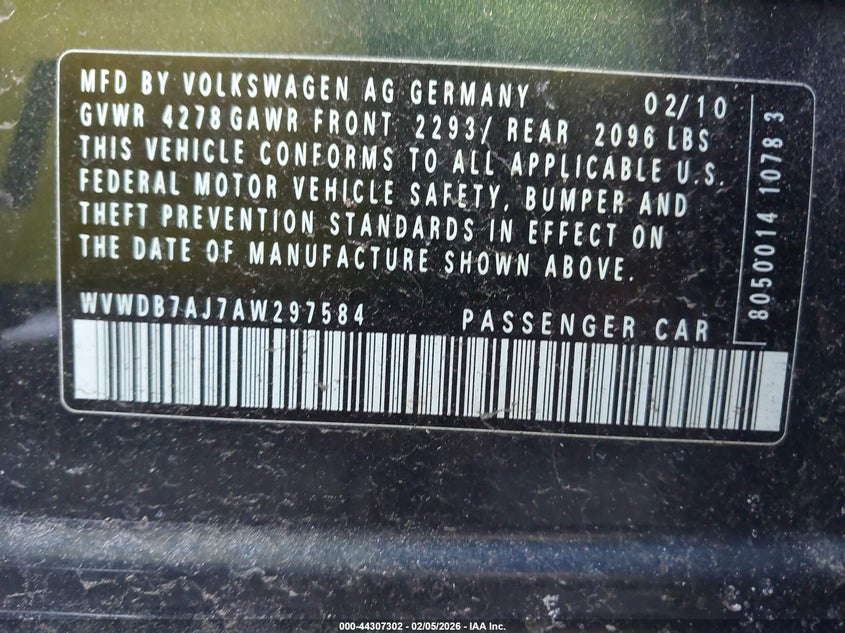 MFD BY VOLKSWAGEN AG GERMANY 02/10
GVWR 4278 GAWR FRONT 2293/ REAR 2096 LBS
THIS VEHICLE CONFORMS TO ALL APPLICABLE U.S.
FEDERAL MOTOR VEHICLE SAFETY, BUMPER AND
THEFT PREVENTION STANDARDS IN EFFECT ON
THE DATE OF MANUFACTURE SHOWN ABOVE.
WVWDB7AJ7AW297584 PASSENGER CAR
8050014 1078 3
000-44307302 — 02/05/2026 — IAA Inc.